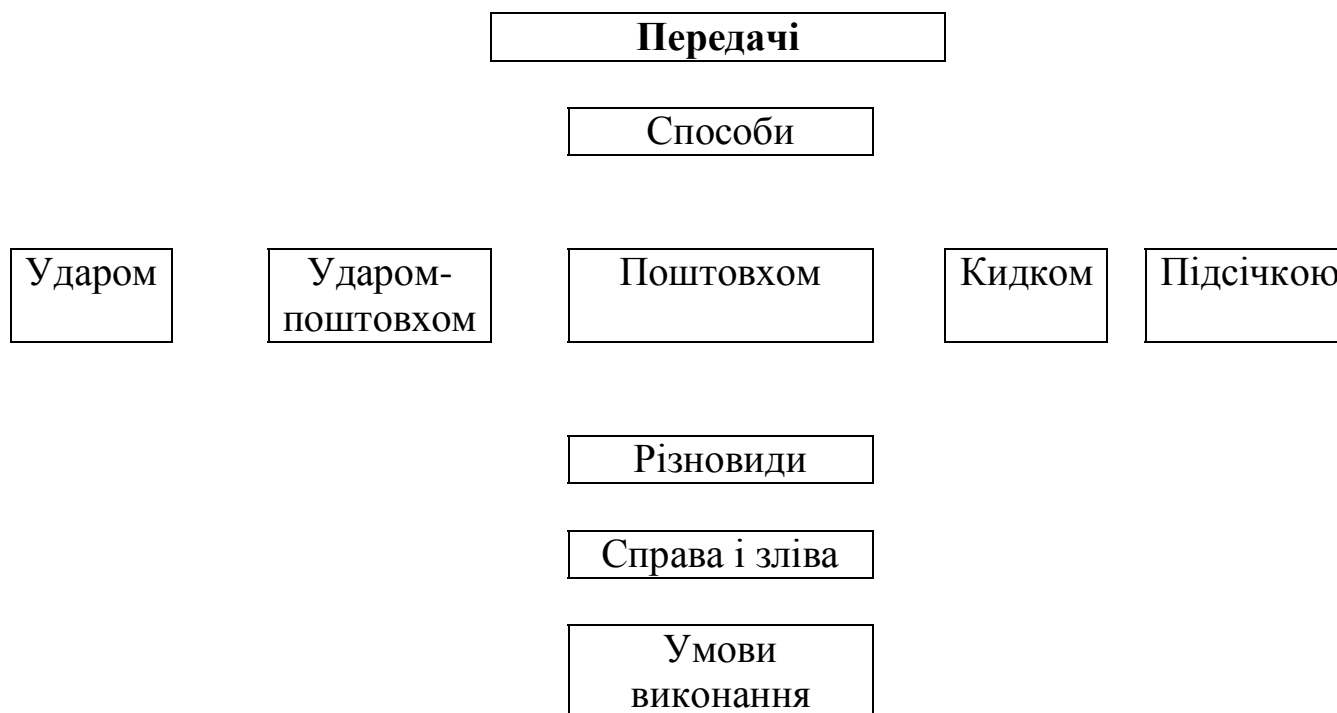 Передачі
Способи
Ударом
Ударом-
поштовхом
Поштовхом
Кидком
Підсічкою
Різновиди
Справа і зліва
Умови
виконання